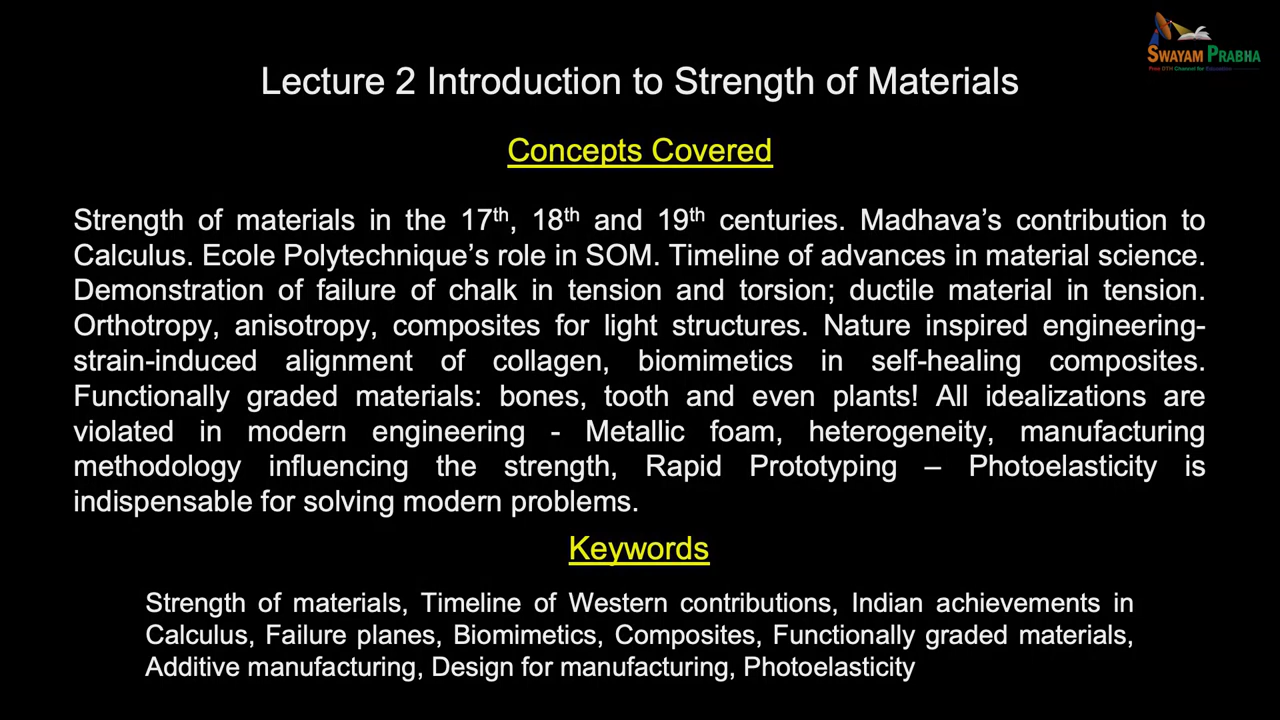 SWAYAM PRABHA
Free DTH Channel for Education
Lecture 2 Introduction to Strength of Materials
Concepts Covered
Strength of materials in the 17th, 18th and 19th centuries. Madhava's contribution to
Calculus. Ecole Polytechnique's role in SOM. Timeline of advances in material science.
Demonstration of failure of chalk in tension and torsion; ductile material in tension.
Orthotropy, anisotropy, composites for light structures. Nature inspired engineering-
strain-induced alignment of collagen, biomimetics in self-healing composites.
Functionally graded materials: bones, tooth and even plants! All idealizations are
violated in modern engineering - Metallic foam, heterogeneity, manufacturing
methodology influencing the strength, Rapid Prototyping – Photoelasticity is
indispensable for solving modern problems.
Keywords
Strength of materials, Timeline of Western contributions, Indian achievements in
Calculus, Failure planes, Biomimetics, Composites, Functionally graded materials,
Additive manufacturing, Design for manufacturing, Photoelasticity